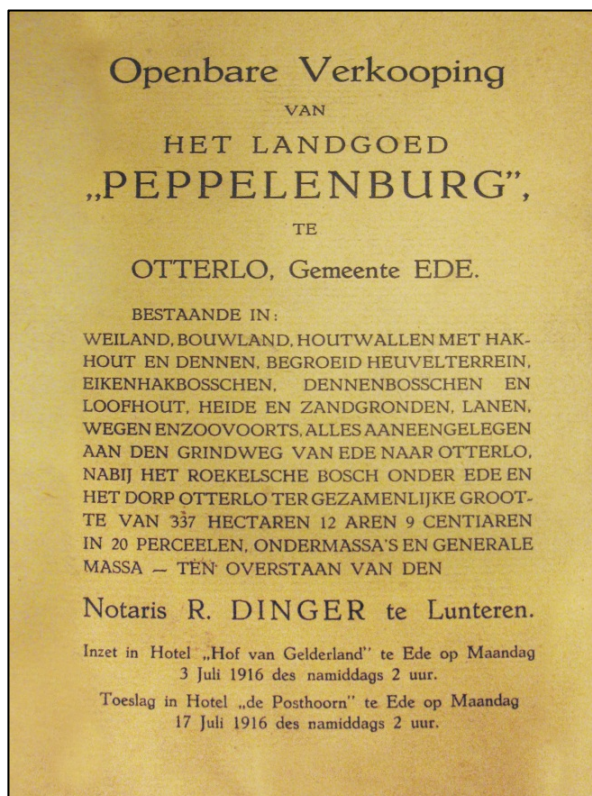 Openbare Verkooping
VAN
HET LANDGOED
„PEPPELENBURG”,
TE
OTTERLO, Gemeente EDE.
BESTAANDE IN:
WEILAND, BOUWLAND, HOUTWALLEN MET HAK-
HOUT EN DENNEN, BEGROEID HEUVELTERREIN,
EIKENHAKBOSSCHEN, DENNENBOSSCHEN EN
LOOFHOUT, HEIDE EN ZANDGRONDEN, LANEN,
WEGEN ENZOOVOORTS, ALLES AANEENGELEGEN
AAN DEN GRINDWEG VAN EDE NAAR OTTERLO,
NABIJ HET ROEKELSCHE BOSCH ONDER EDE EN
HET DORP OTTERLO TER GEZAMENLIJKE GROOT-
TE VAN 337 HECTAREN 12 AREN 9 CENTIAREN
IN 20 PERCEELEN, ONDERMASSA'S EN GENERALE
MASSA — TEN OVERSTAAN VAN DEN
Notaris R. DINGER te Lunteren.
Inzet in Hotel „Hof van Gelderland” te Ede op Maandag
3 Juli 1916 des namiddags 2 uur.
Toeslag in Hotel „de Posthoorn” te Ede op Maandag
17 Juli 1916 des namiddags 2 uur.